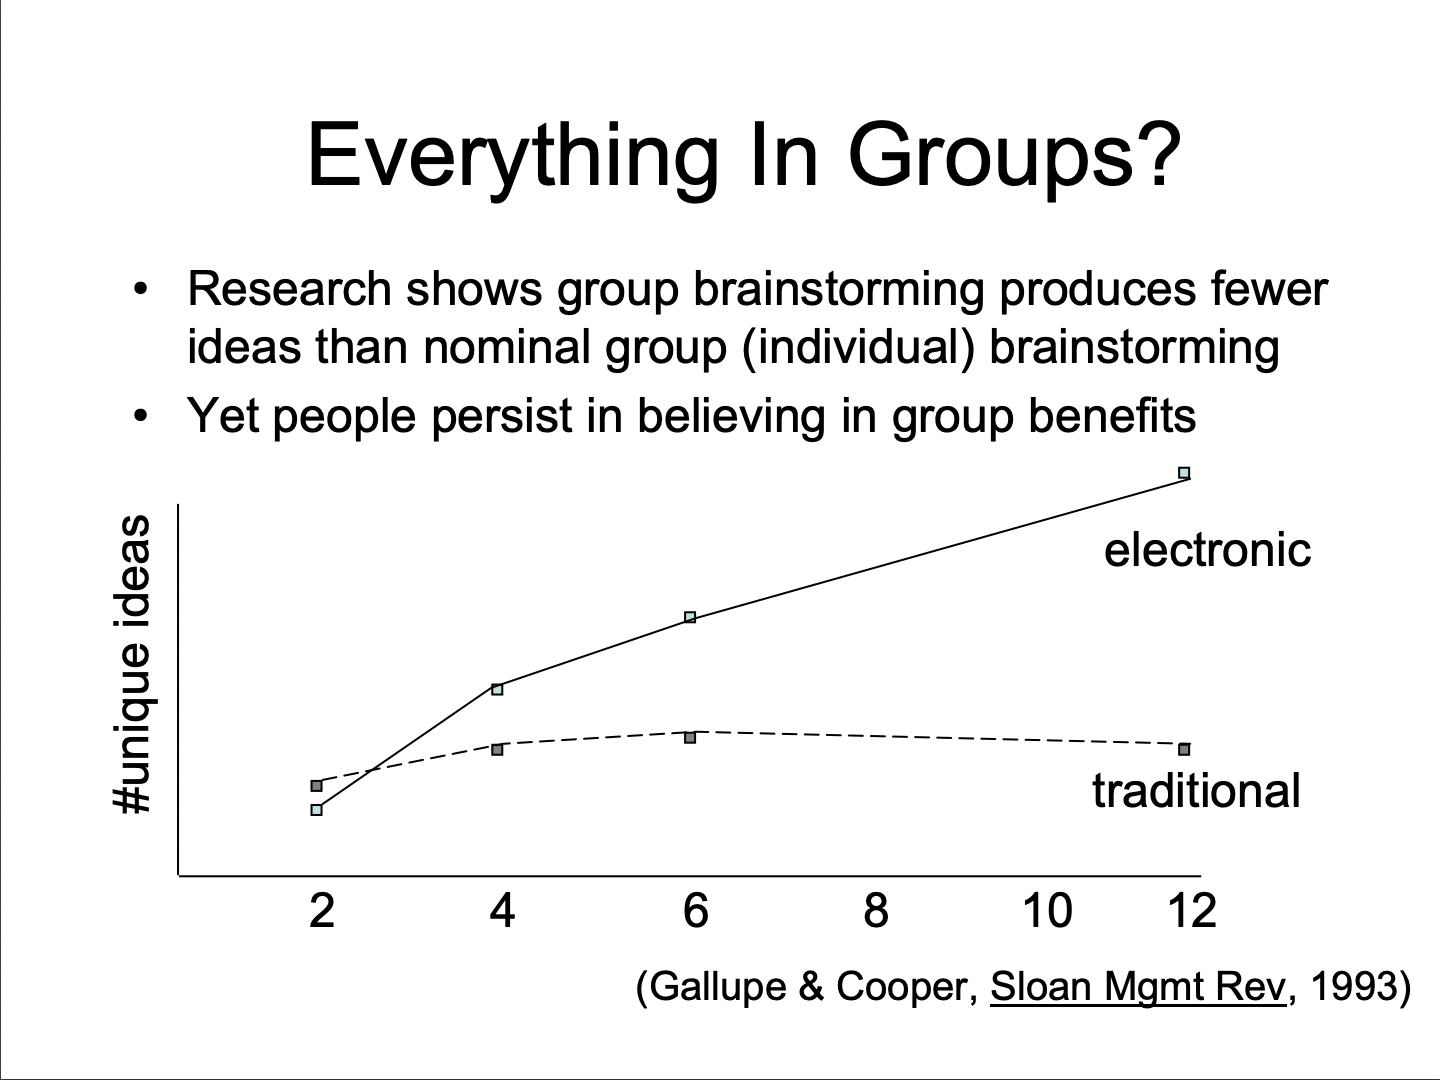 Everything In Groups?
• Research shows group brainstorming produces fewer
ideas than nominal group (individual) brainstorming
• Yet people persist in believing in group benefits
#unique ideas
electronic
traditional
2 4 6 8 10 12
(Gallupe & Cooper, Sloan Mgmt Rev, 1993)